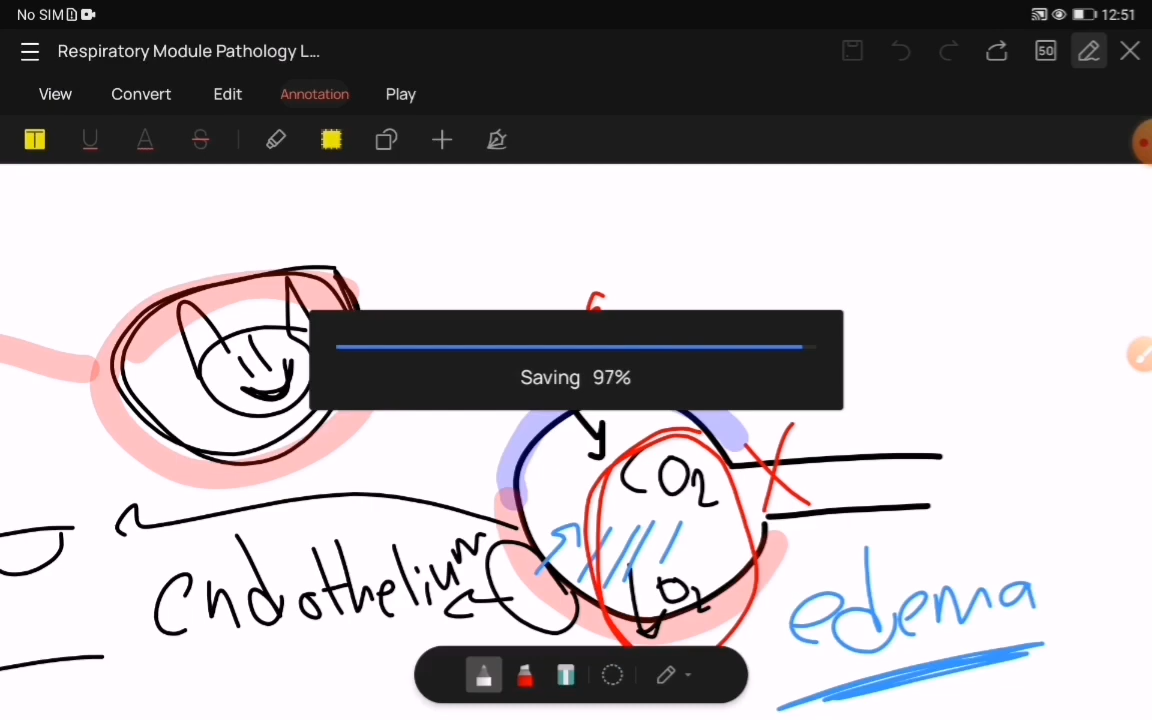 No SIM 12:51
Respiratory Module Pathology L... 50
View Convert Edit Annotation Play
T U A S
Saving 97%
CO2
O2
endothelium
edema